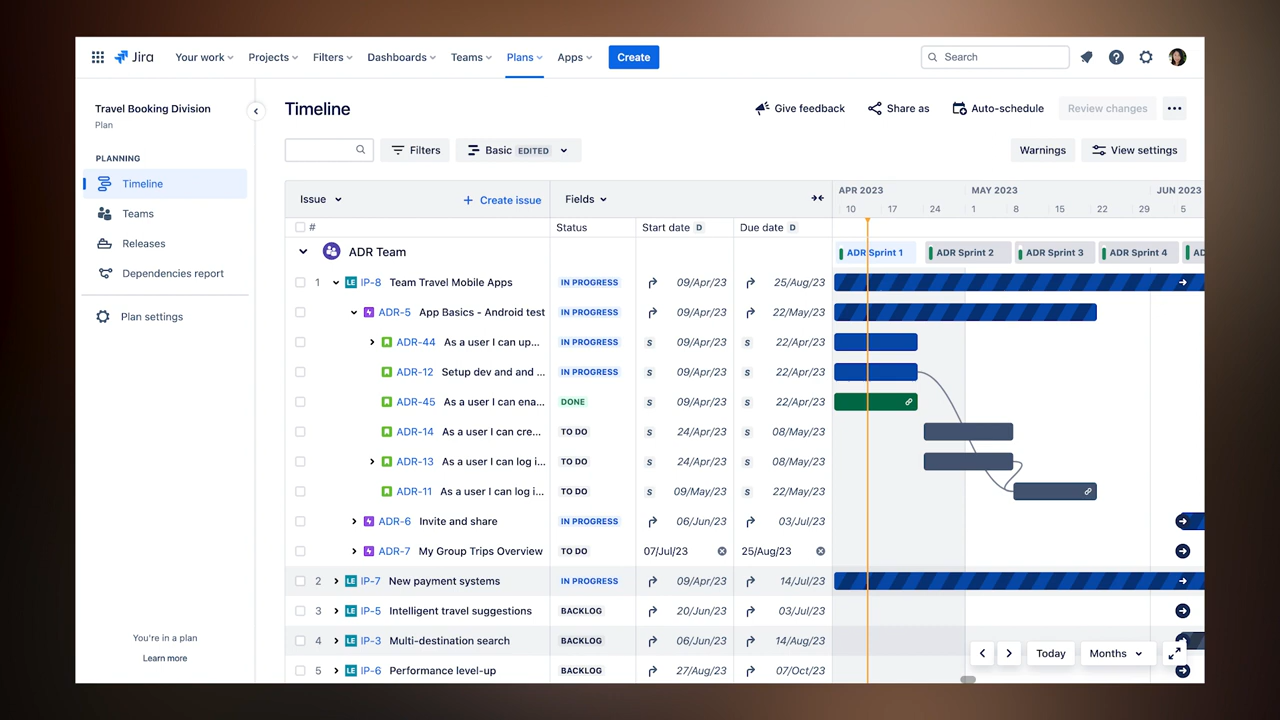 Jira Your work Projects Filters Dashboards Teams Plans Apps Create Search
Travel Booking Division
Plan
PLANNING
Timeline
Teams
Releases
Dependencies report
Plan settings
You're in a plan
Learn more
Timeline Give feedback Share as Auto-schedule Review changes
Filters Basic EDITED Warnings View settings
Issue + Create issue Fields APR 2023 MAY 2023 JUN 2023
10 17 24 1 8 15 22 29 5
# Status Start date D Due date D
ADR Team ADR Sprint 1 ADR Sprint 2 ADR Sprint 3 ADR Sprint 4 AD
1 LE IP-8 Team Travel Mobile Apps IN PROGRESS 09/Apr/23 25/Aug/23
ADR-5 App Basics - Android test IN PROGRESS 09/Apr/23 22/May/23
ADR-44 As a user I can up... IN PROGRESS S 09/Apr/23 S 22/Apr/23
ADR-12 Setup dev and and ... IN PROGRESS S 09/Apr/23 S 22/Apr/23
ADR-45 As a user I can ena... DONE S 09/Apr/23 S 22/Apr/23
ADR-14 As a user I can cre... TO DO S 24/Apr/23 S 08/May/23
ADR-13 As a user I can log i... TO DO S 24/Apr/23 S 08/May/23
ADR-11 As a user I can log i... TO DO S 09/May/23 S 22/May/23
ADR-6 Invite and share IN PROGRESS 06/Jun/23 03/Jul/23
ADR-7 My Group Trips Overview TO DO 07/Jul/23 25/Aug/23
2 LE IP-7 New payment systems IN PROGRESS 09/Apr/23 14/Jul/23
3 LE IP-5 Intelligent travel suggestions BACKLOG 20/Jun/23 03/Jul/23
4 LE IP-3 Multi-destination search BACKLOG 06/Jun/23 14/Aug/23
5 LE IP-6 Performance level-up BACKLOG 27/Aug/23 07/Oct/23
Today Months